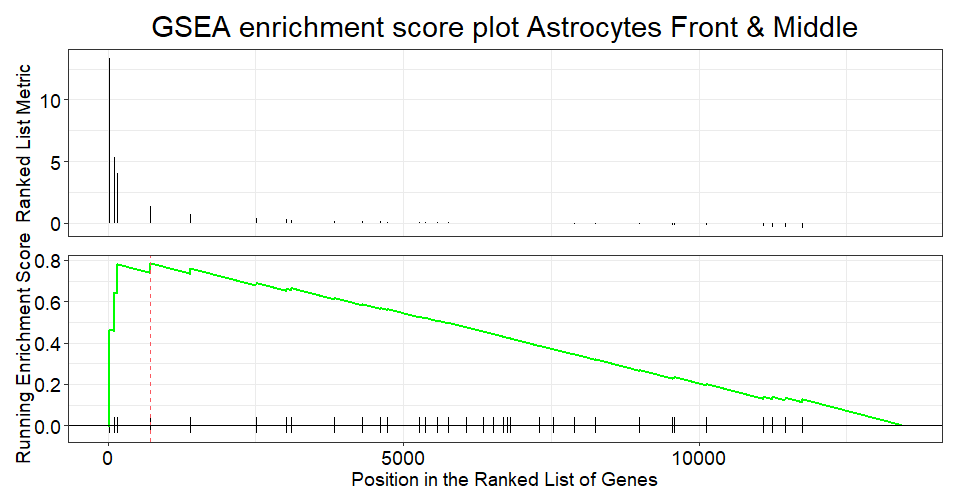 GSEA enrichment score plot Astrocytes Front & Middle
Ranked List Metric
10
5
0
Running Enrichment Score
0.8
0.6
0.4
0.2
0.0
0 5000 10000
Position in the Ranked List of Genes